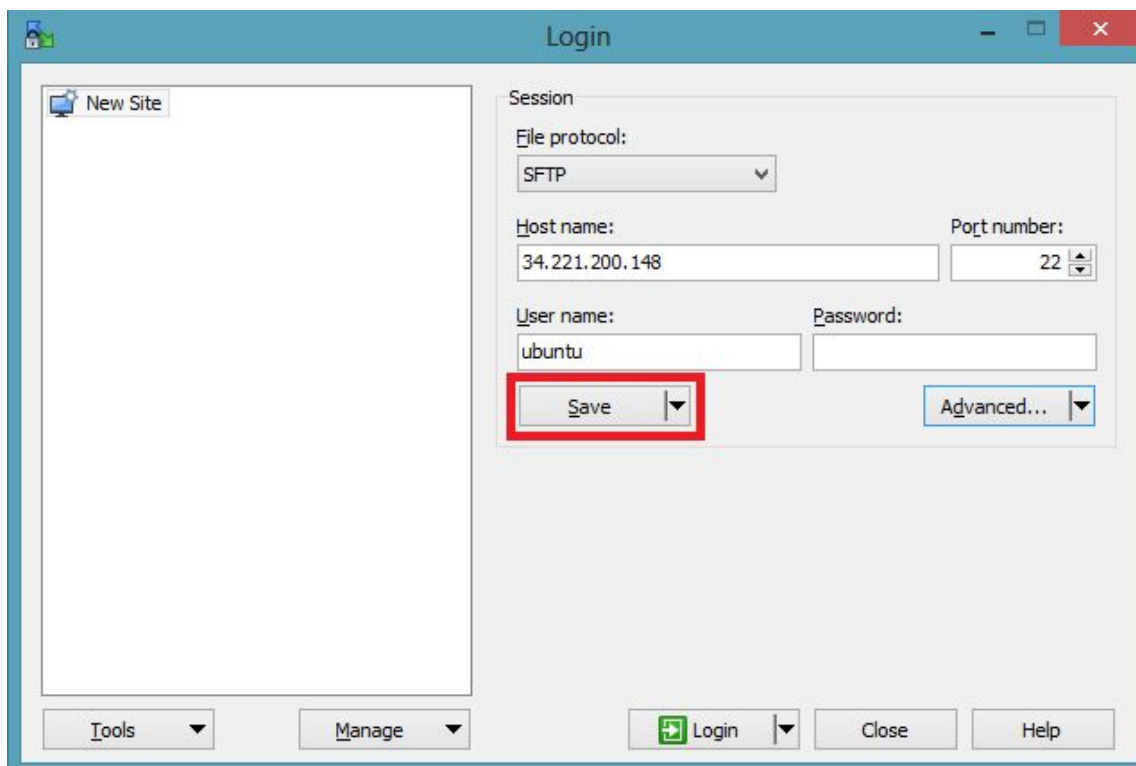 Login
New Site
Session
File protocol:
SFTP
Host name:
Port number:
34.221.200.148
22
User name:
Password:
ubuntu
Save
Advanced...
Tools
Manage
Login
Close
Help